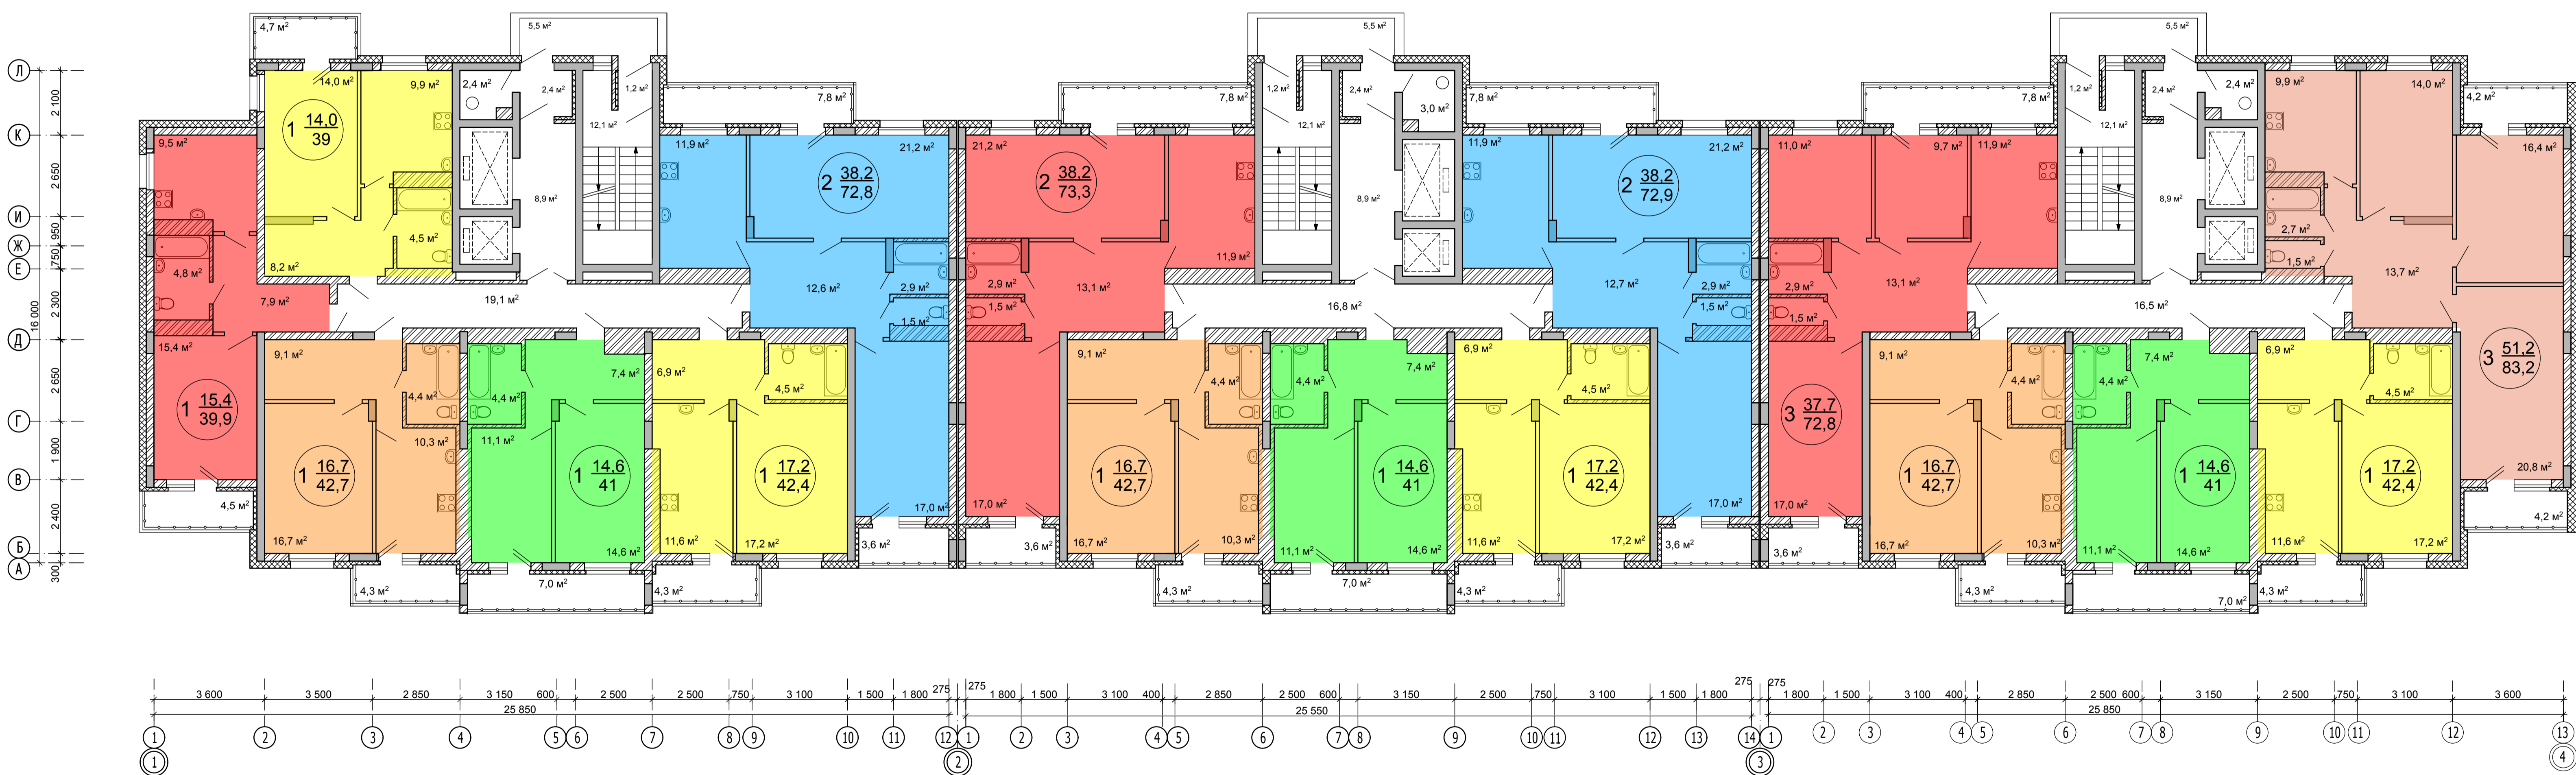 4,7 м²
5,5 м²
5,5 м²
5,5 м²
Л
14,0 м²
9,9 м²
2,4 м²
2,4 м²
1,2 м²
7,8 м²
7,8 м²
1,2 м²
2,4 м²
3,0 м²
7,8 м²
7,8 м²
1,2 м²
2,4 м²
2,4 м²
9,9 м²
14,0 м²
4,2 м²
2 100
1 14,0
39
12,1 м²
12,1 м²
12,1 м²
К
9,5 м²
11,9 м²
21,2 м²
21,2 м²
11,9 м²
21,2 м²
11,0 м²
9,7 м²
11,9 м²
16,4 м²
2 650
2 38,2
72,8
2 38,2
73,3
2 38,2
72,9
8,9 м²
8,9 м²
8,9 м²
И
950
4,5 м²
2,7 м²
Ж
750
8,2 м²
4,8 м²
11,9 м²
1,5 м²
Е
7,9 м²
19,1 м²
12,6 м²
2,9 м²
2,9 м²
13,1 м²
12,7 м²
2,9 м²
2,9 м²
13,1 м²
13,7 м²
2 300
16 000
1,5 м²
1,5 м²
16,8 м²
1,5 м²
1,5 м²
16,5 м²
Д
15,4 м²
9,1 м²
7,4 м²
6,9 м²
9,1 м²
7,4 м²
6,9 м²
9,1 м²
7,4 м²
6,9 м²
3 51,2
83,2
2 650
4,4 м²
4,4 м²
4,5 м²
4,4 м²
4,4 м²
4,5 м²
4,4 м²
4,4 м²
4,5 м²
1 15,4
39,9
3 37,7
72,8
Г
10,3 м²
11,1 м²
1 900
1 16,7
42,7
1 14,6
41
1 17,2
42,4
1 16,7
42,7
1 14,6
41
1 17,2
42,4
1 16,7
42,7
1 14,6
41
1 17,2
42,4
20,8 м²
В
4,5 м²
17,0 м²
17,0 м²
17,0 м²
17,0 м²
4,2 м²
2 400
16,7 м²
14,6 м²
11,6 м²
17,2 м²
3,6 м²
3,6 м²
16,7 м²
10,3 м²
11,1 м²
14,6 м²
11,6 м²
17,2 м²
3,6 м²
3,6 м²
16,7 м²
10,3 м²
11,1 м²
14,6 м²
11,6 м²
17,2 м²
Б
А
300
4,3 м²
7,0 м²
4,3 м²
4,3 м²
7,0 м²
4,3 м²
4,3 м²
7,0 м²
4,3 м²
3 600 3 500 2 850 3 150 600 2 500 2 500 750 3 100 1 500 1 800 275 275 1 800 1 500 3 100 400 2 850 2 500 600 3 150 2 500 750 3 100 1 500 1 800 275 275 1 800 1 500 3 100 400 2 850 2 500 600 3 150 2 500 750 3 100 3 600
25 850 25 550 25 850
1 2 3 4 5 6 7 8 9 10 11 12 1 2 3 4 5 6 7 8 9 10 11 12 13 14 1 2 3 4 5 6 7 8 9 10 11 12 13
1 2 3 4